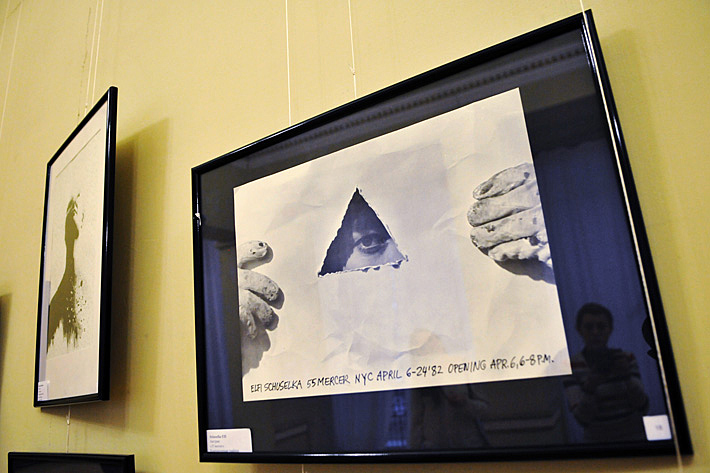 ELFI SCHUSELKA 55 MERCER NYC APRIL 6-24'82 OPENING APR.6, 6-8 P.M.